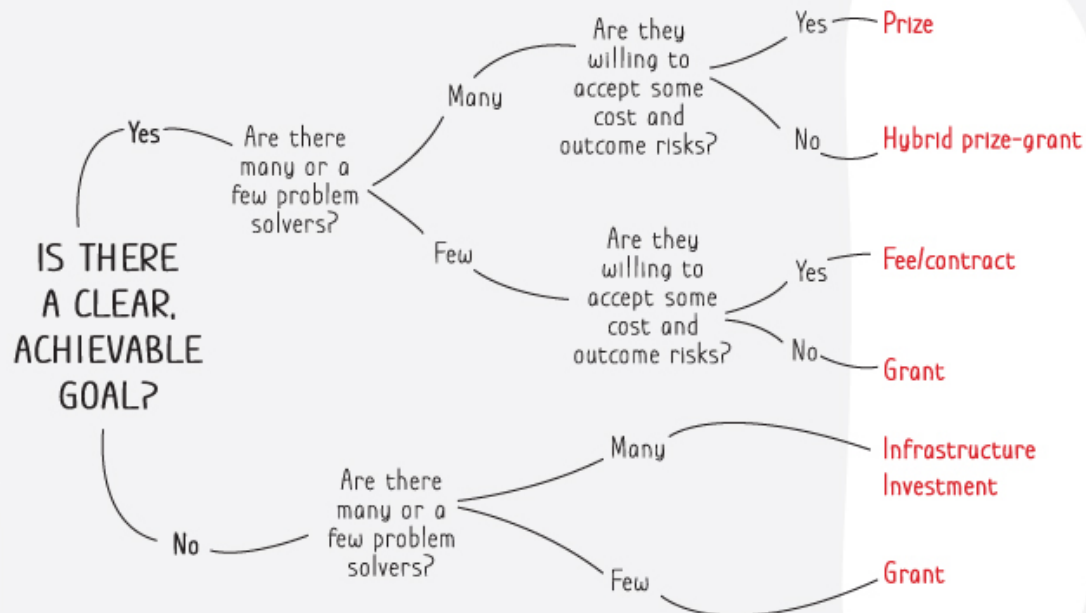 IS THERE
A CLEAR,
ACHIEVABLE
GOAL?
Yes
Are there
many or a
few problem
solvers?
Many
Are they
willing to
accept some
cost and
outcome risks?
Yes
Prize
No
Hybrid prize-grant
Few
Are they
willing to
accept some
cost and
outcome risks?
Yes
Fee/contract
No
Grant
No
Are there
many or a
few problem
solvers?
Many
Infrastructure
Investment
Few
Grant